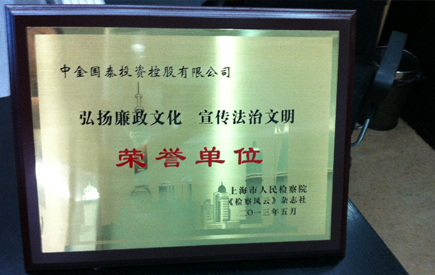 中金国泰投资控股有限公司
弘扬廉政文化 宣传法治文明
荣誉单位
上海市人民检察院
《检察风云》杂志社
二〇一三年五月